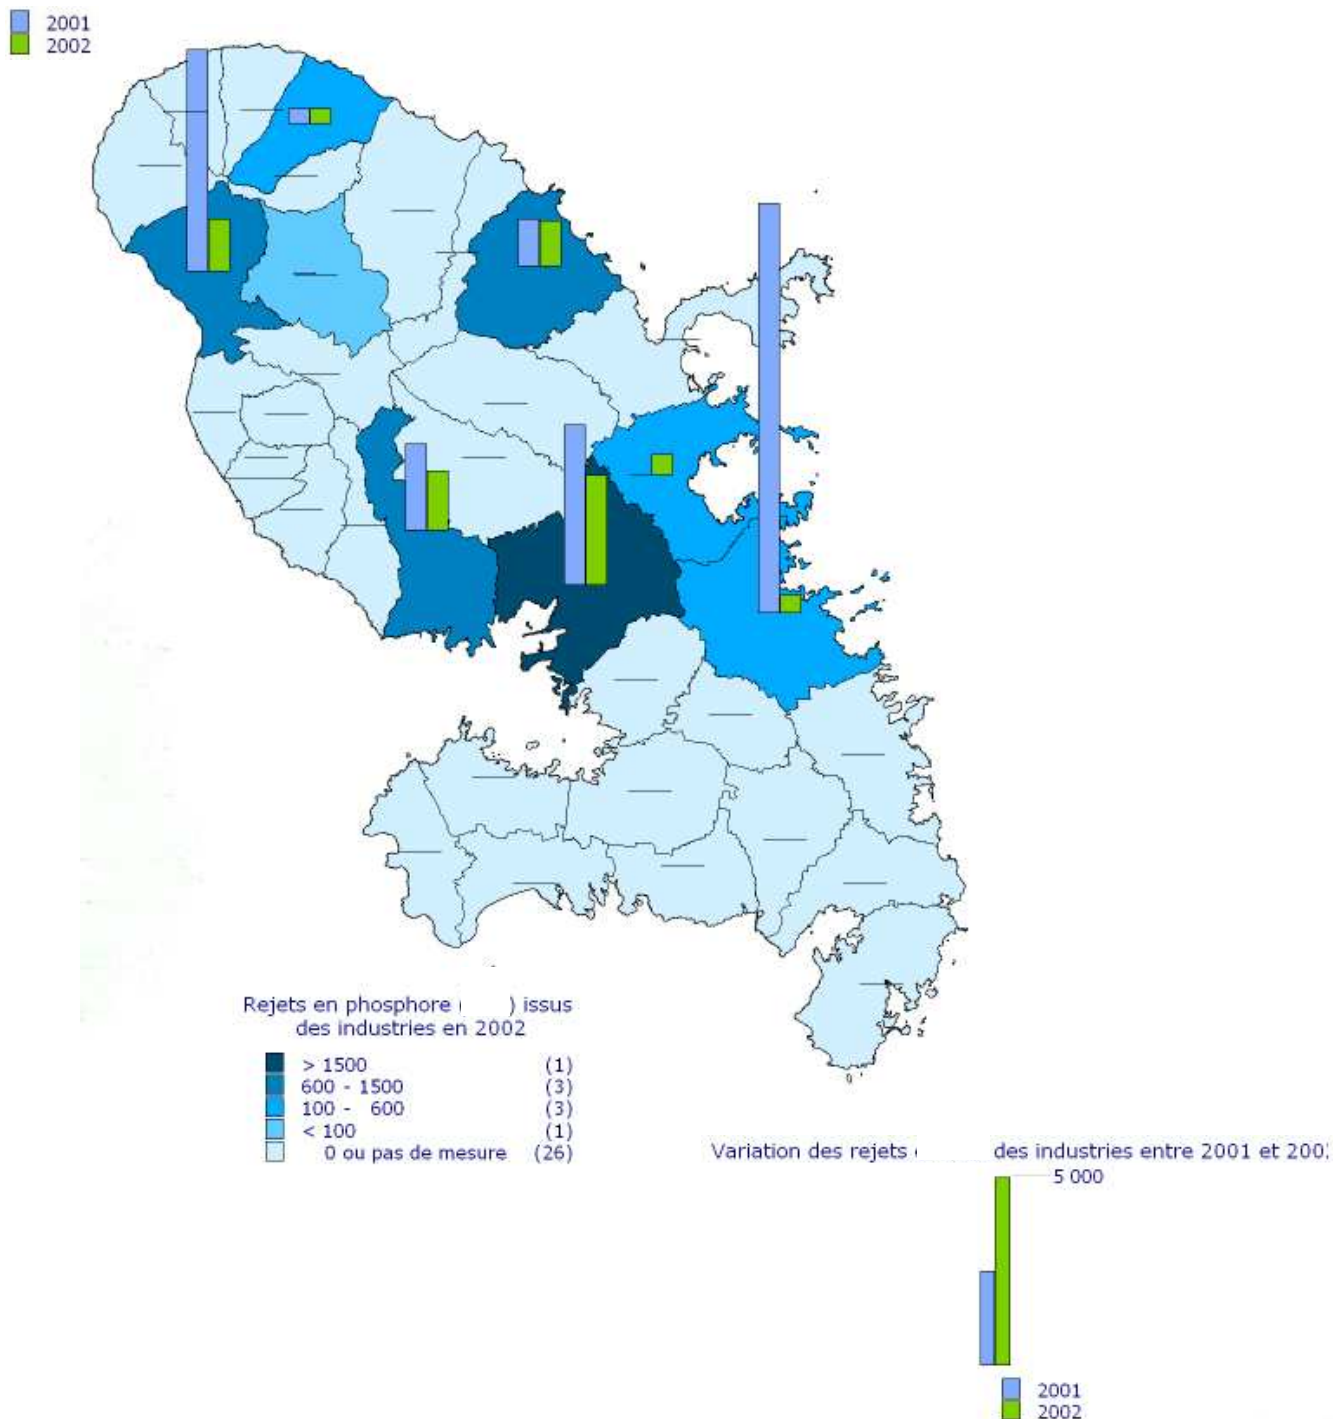 2001
2002
Rejets en phosphore ( ) issus
des industries en 2002
> 1500 (1)
600 - 1500 (3)
100 - 600 (3)
< 100 (1)
0 ou pas de mesure (26)
Variation des rejets des industries entre 2001 et 200
5 000
2001
2002